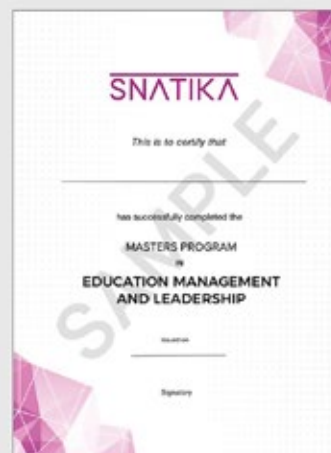 SNATIKA
This is to certify that
has successfully completed the
MASTERS PROGRAM
IN
EDUCATION MANAGEMENT
AND LEADERSHIP
SAMPLE
Signatory